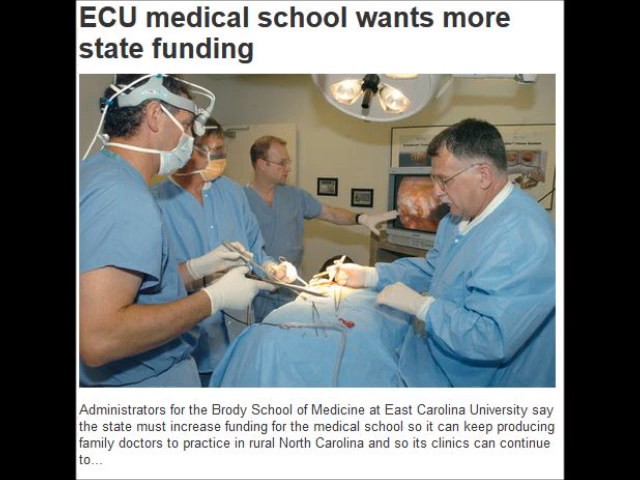 ECU medical school wants more
state funding
Administrators for the Brody School of Medicine at East Carolina University say
the state must increase funding for the medical school so it can keep producing
family doctors to practice in rural North Carolina and so its clinics can continue
to...